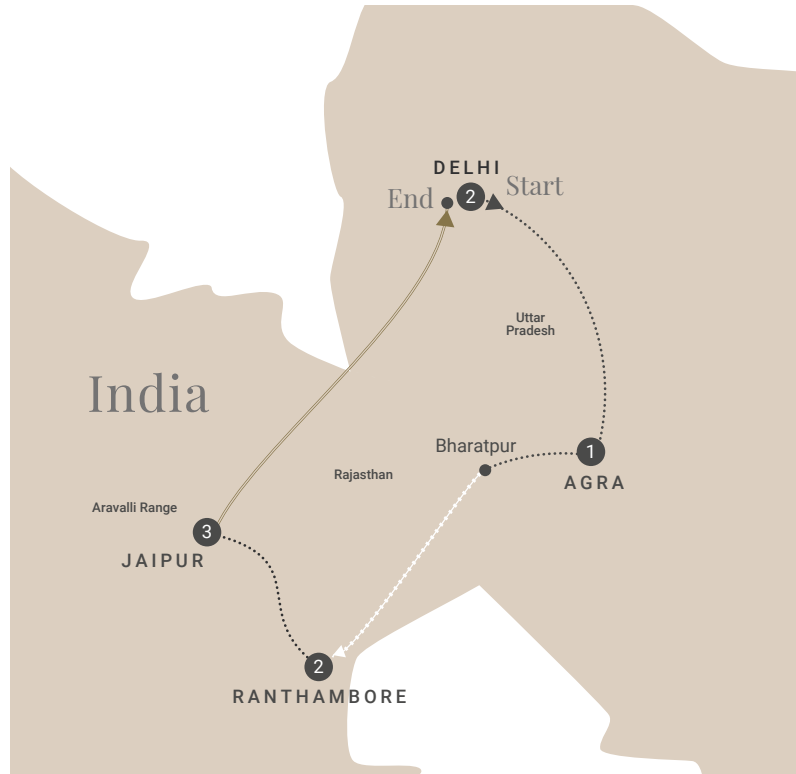 DELHI
End
2
Start
Uttar
Pradesh
India
Bharatpur
1
AGRA
Rajasthan
Aravalli Range
3
JAIPUR
2
RANTHAMBORE